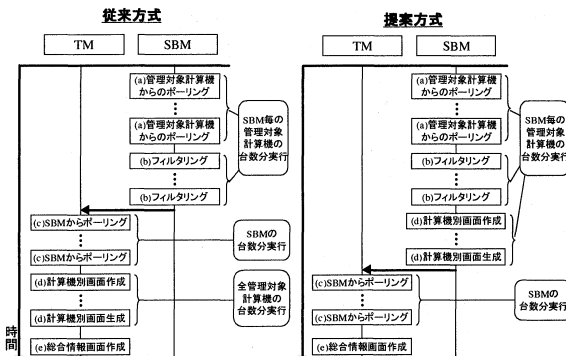 従来方式
TM
SBM
(a)管理対象計算機
からのポーリング
(a)管理対象計算機
からのポーリング
(b)フィルタリング
(b)フィルタリング
SBM毎の
管理対象
計算機の
台数分実行
(c)SBMからポーリング
(c)SBMからポーリング
SBMの
台数分実行
(d)計算機別画面作成
(d)計算機別画面生成
全管理対象
計算機の
台数分実行
(e)総合情報画面作成
時間
提案方式
TM
SBM
(a)管理対象計算機
からのポーリング
(a)管理対象計算機
からのポーリング
(b)フィルタリング
(b)フィルタリング
(d)計算機別画面作成
(d)計算機別画面生成
SBM毎の
管理対象
計算機の
台数分実行
(c)SBMからポーリング
(c)SBMからポーリング
SBMの
台数分実行
(e)総合情報画面作成